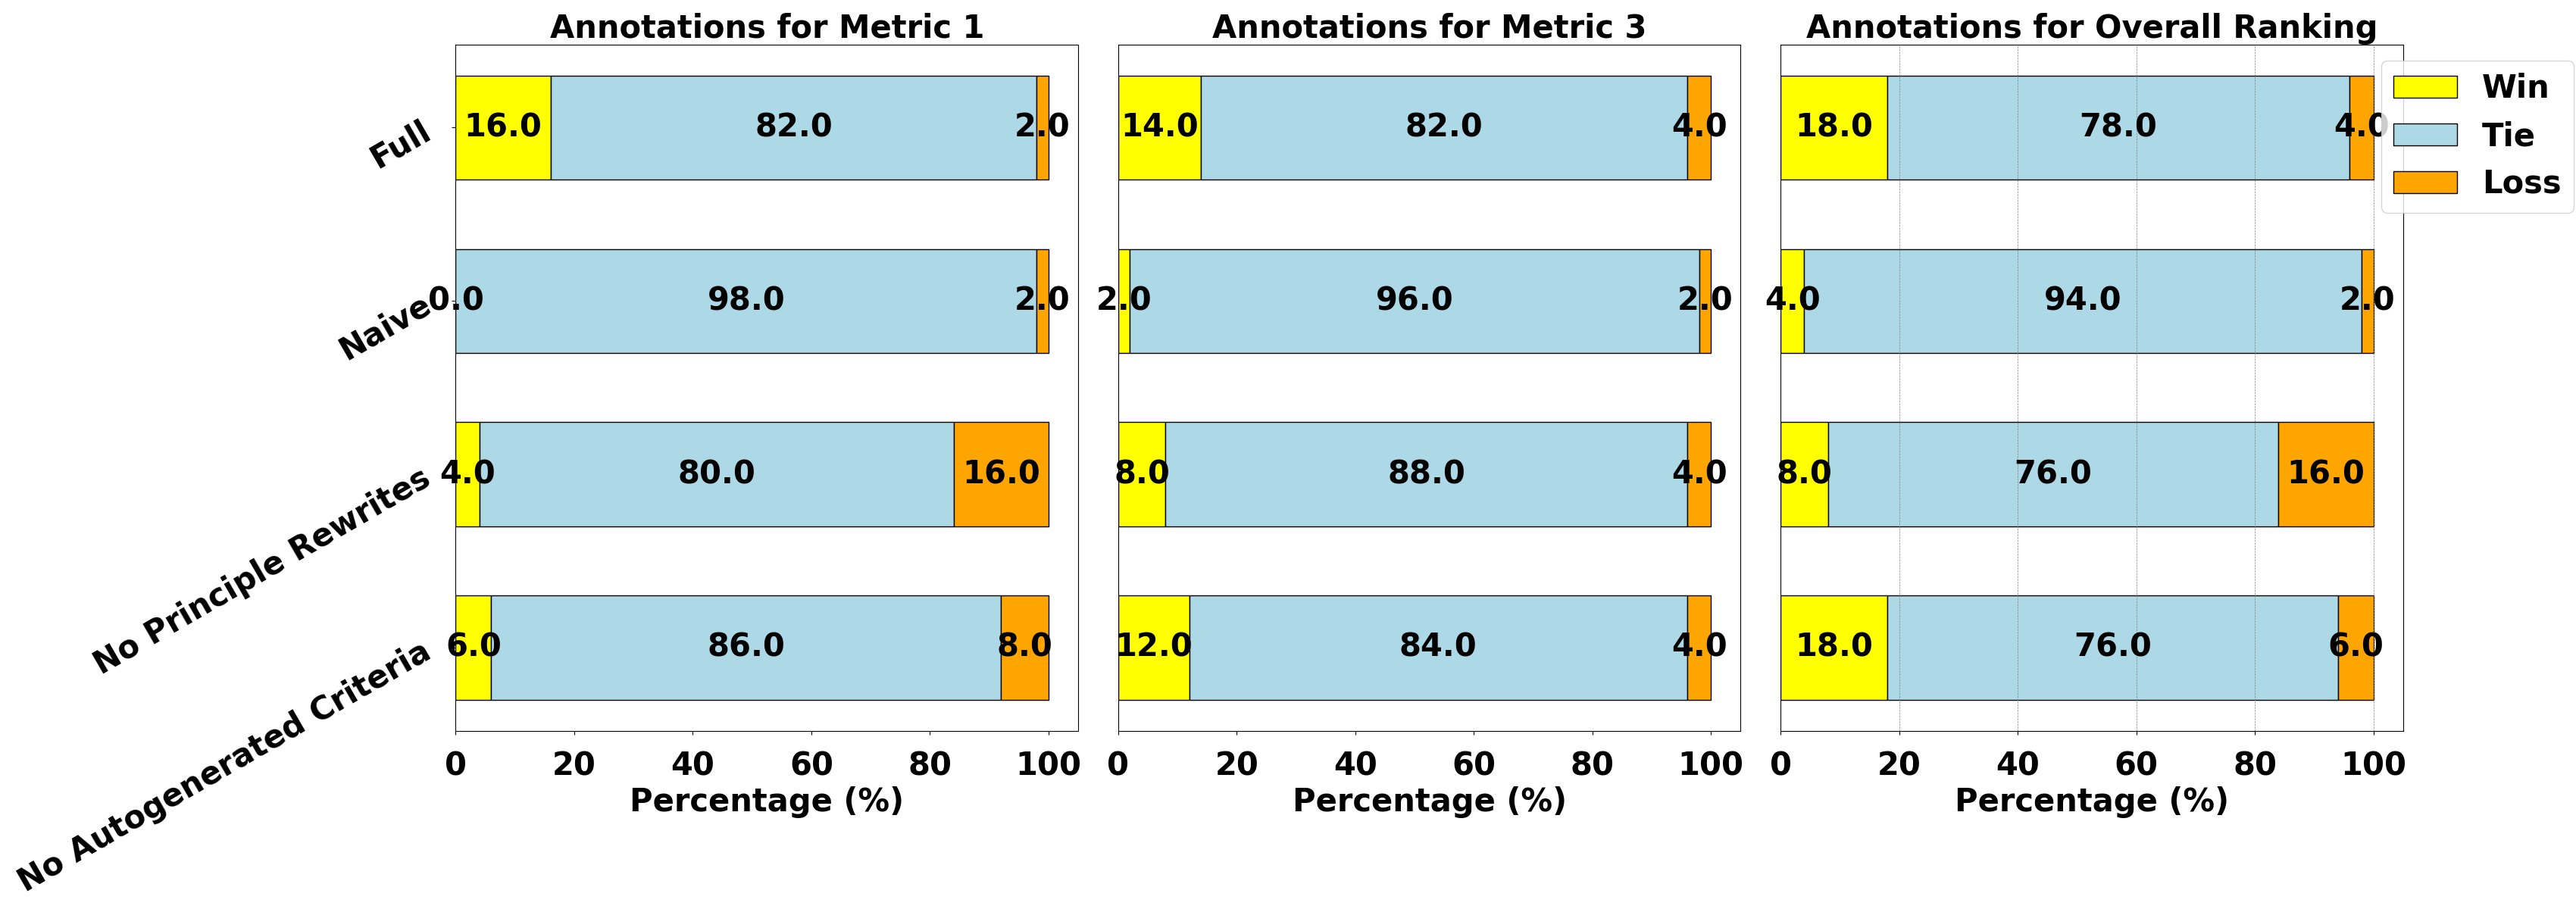 Annotations for Metric 1
Annotations for Metric 3
Annotations for Overall Ranking
Full
16.0
82.0
2.0
14.0
82.0
4.0
18.0
78.0
4.0
Win
Tie
Loss
Naive
0.0
98.0
2.0
2.0
96.0
2.0
4.0
94.0
2.0
No Principle Rewrites
4.0
80.0
16.0
8.0
88.0
4.0
8.0
76.0
16.0
No Autogenerated Criteria
6.0
86.0
8.0
12.0
84.0
4.0
18.0
76.0
6.0
0 20 40 60 80 100
0 20 40 60 80 100
0 20 40 60 80 100
Percentage (%)
Percentage (%)
Percentage (%)